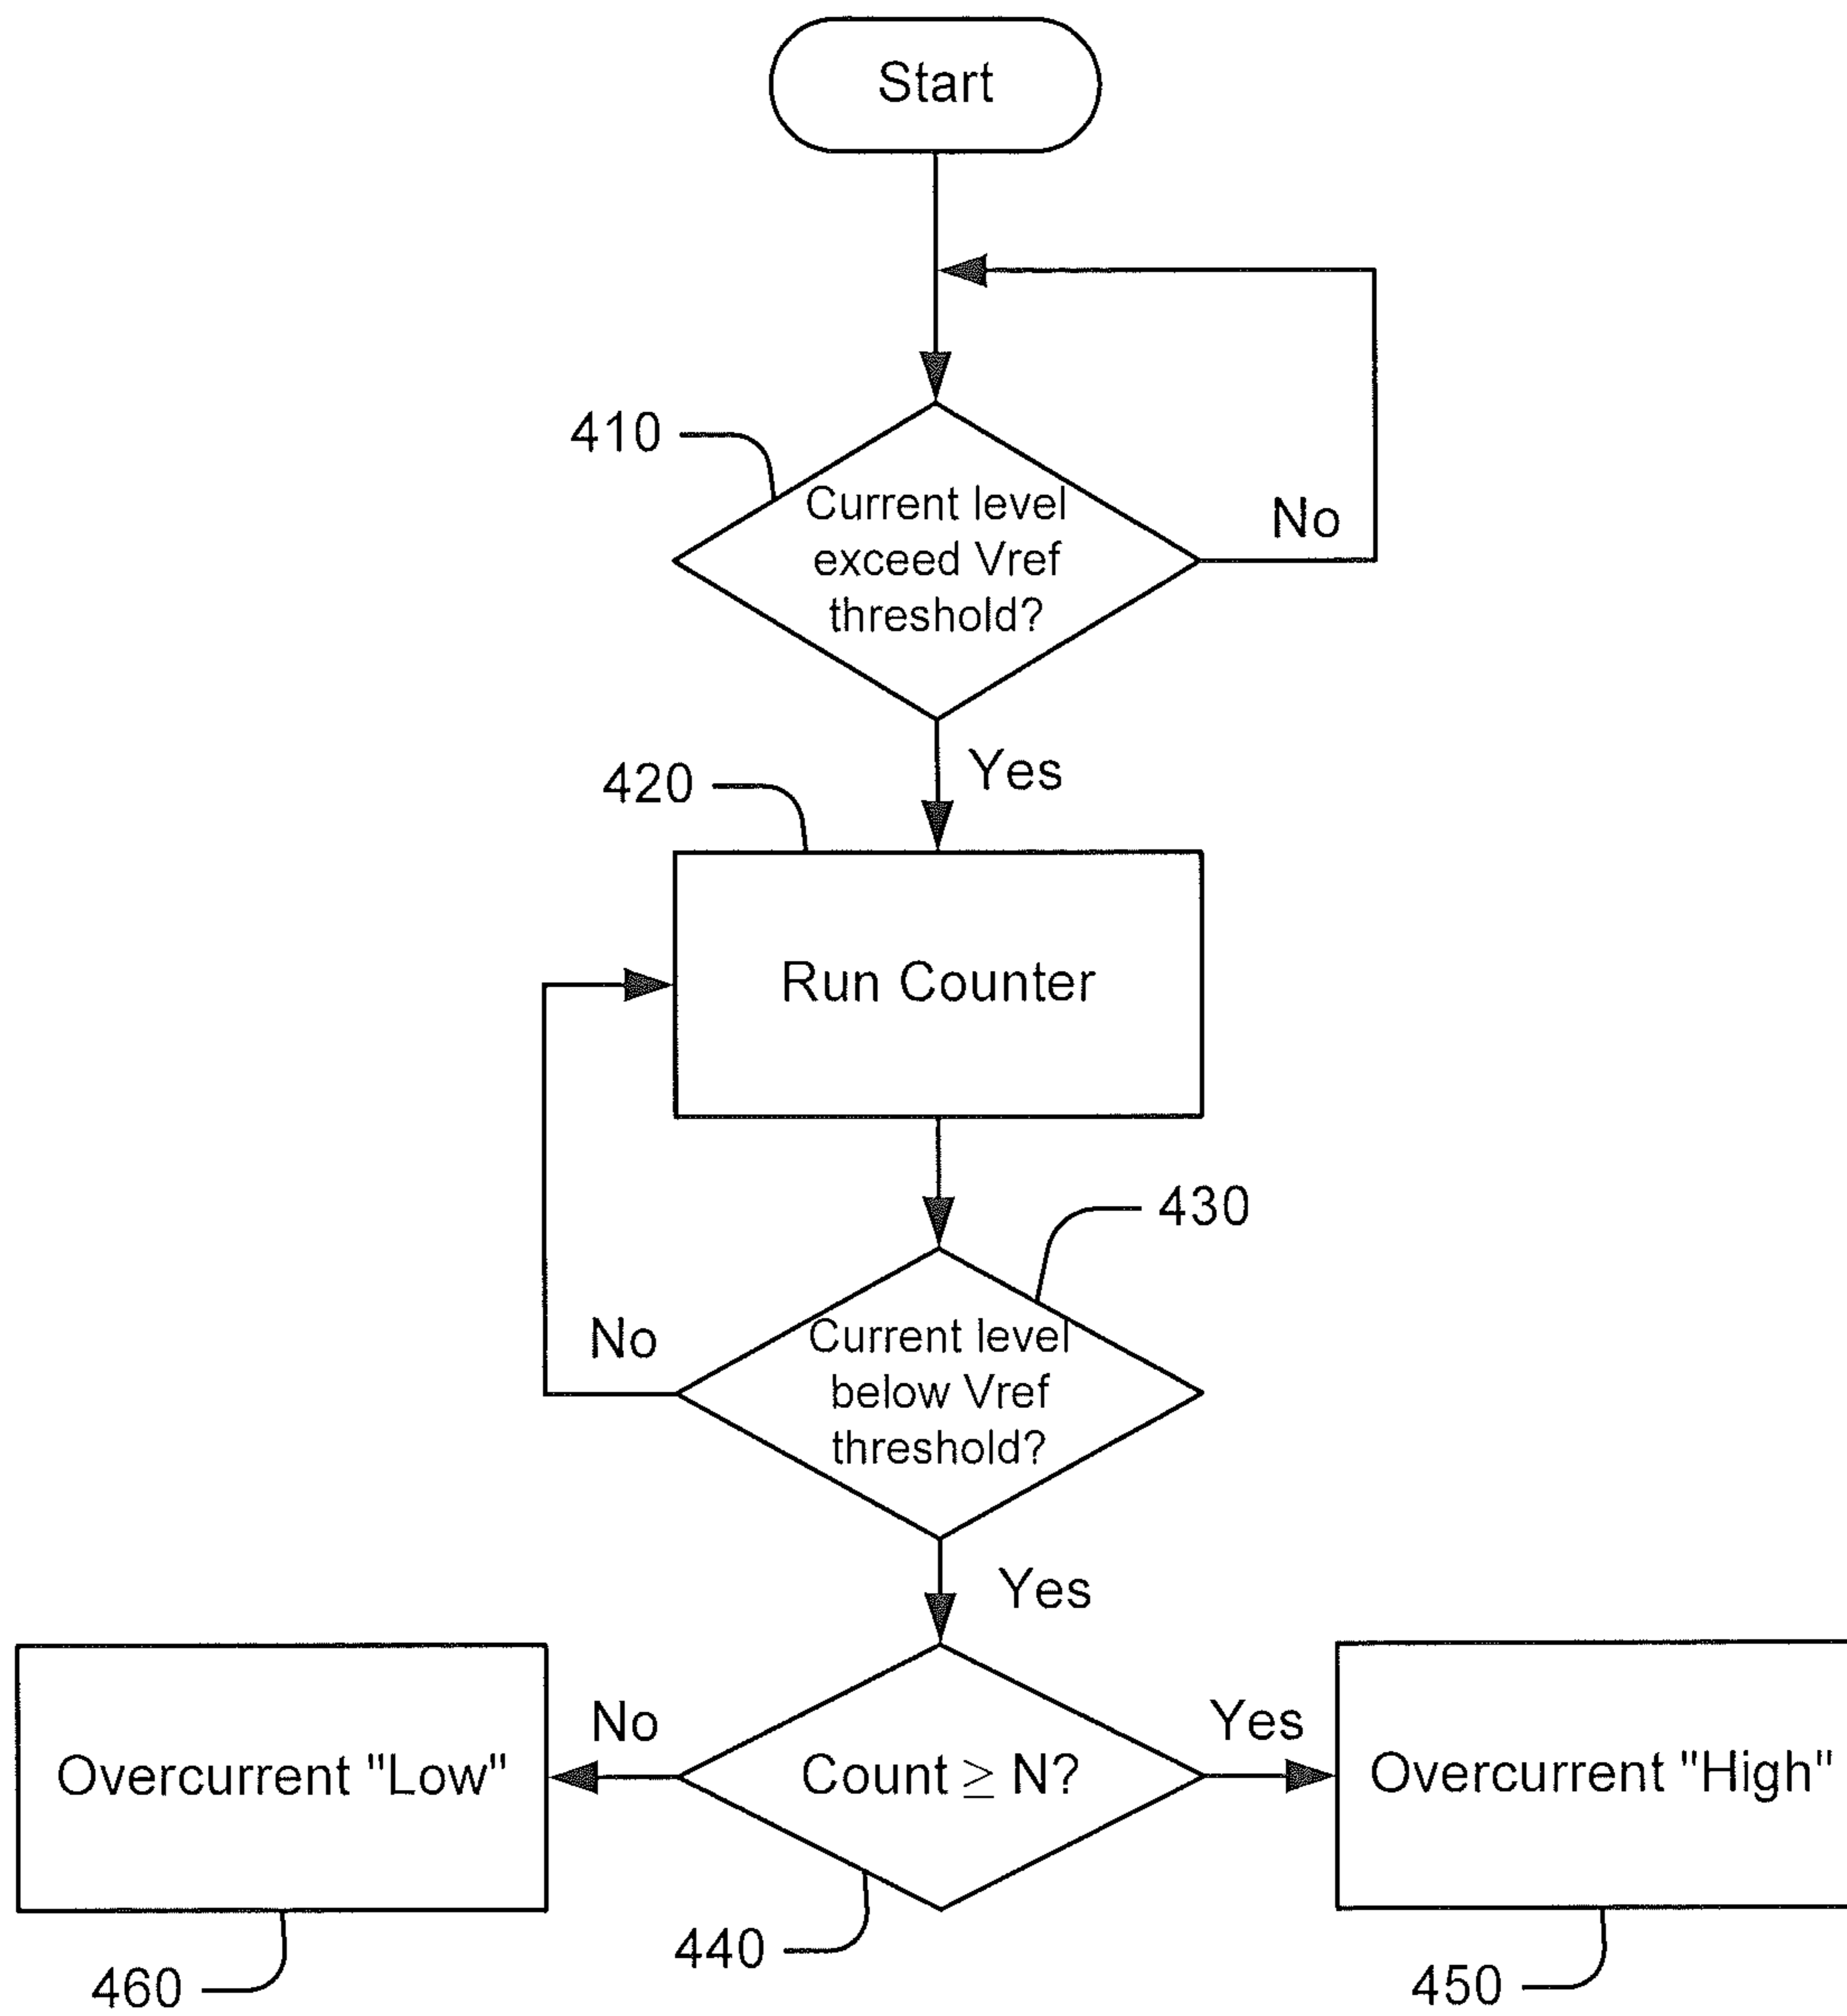 Start
410
Current level
exceed Vref
threshold?
No
Yes
420
Run Counter
430
No
Current level
below Vref
threshold?
Yes
Overcurrent "Low"
No
Count ≥ N?
Yes
Overcurrent "High"
460
440
450